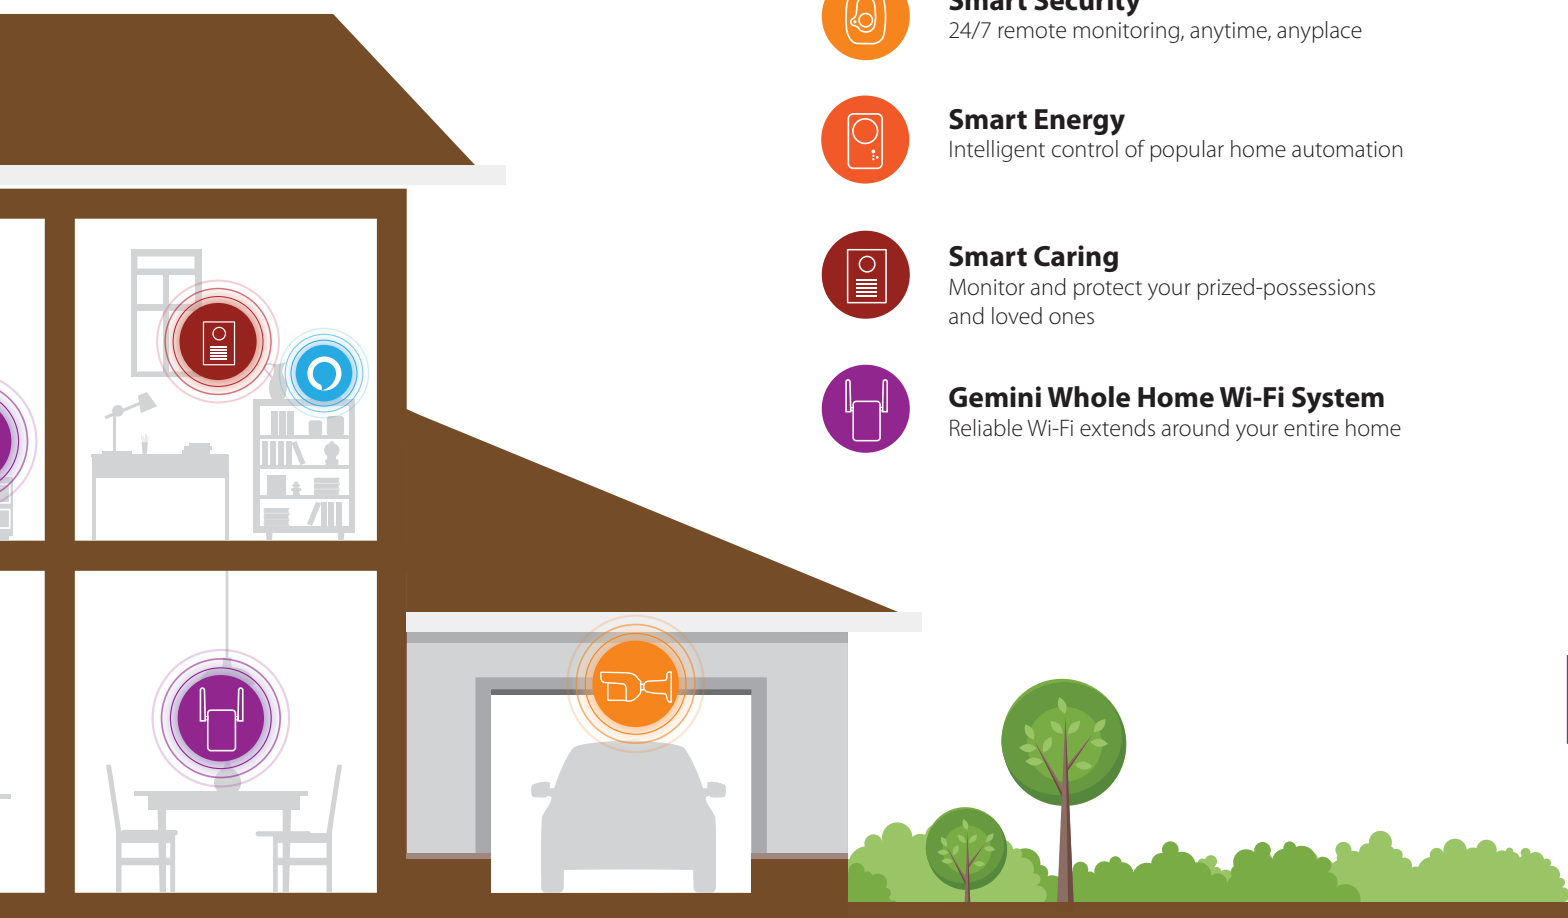 Smart Security
24/7 remote monitoring, anytime, anyplace
Smart Energy
Intelligent control of popular home automation
Smart Caring
Monitor and protect your prized-possessions
and loved ones
Gemini Whole Home Wi-Fi System
Reliable Wi-Fi extends around your entire home